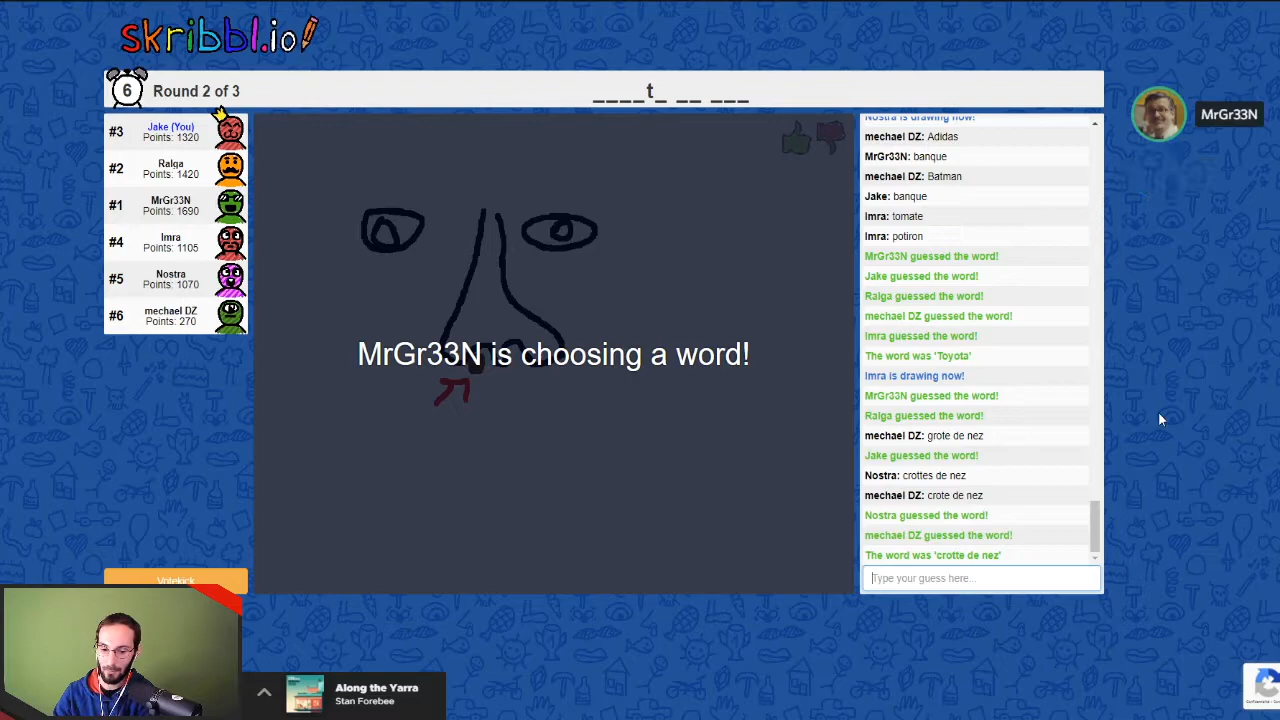 skribbl.io
6
Round 2 of 3
____t_ __ ___
#3
Jake (You)
Points: 1320
#2
Ralga
Points: 1420
#1
MrGr33N
Points: 1690
#4
Imra
Points: 1105
#5
Nostra
Points: 1070
#6
mechael DZ
Points: 270
Votekick
MrGr33N is choosing a word!
Nostra is drawing now!
mechael DZ: Adidas
MrGr33N: banque
mechael DZ: Batman
Jake: banque
Imra: tomate
Imra: potiron
MrGr33N guessed the word!
Jake guessed the word!
Ralga guessed the word!
mechael DZ guessed the word!
Imra guessed the word!
The word was 'Toyota'
Imra is drawing now!
MrGr33N guessed the word!
Ralga guessed the word!
mechael DZ: grote de nez
Jake guessed the word!
Nostra: crottes de nez
mechael DZ: crote de nez
Nostra guessed the word!
mechael DZ guessed the word!
The word was 'crotte de nez'
Type your guess here...
MrGr33N
Along the Yarra
Stan Forebee